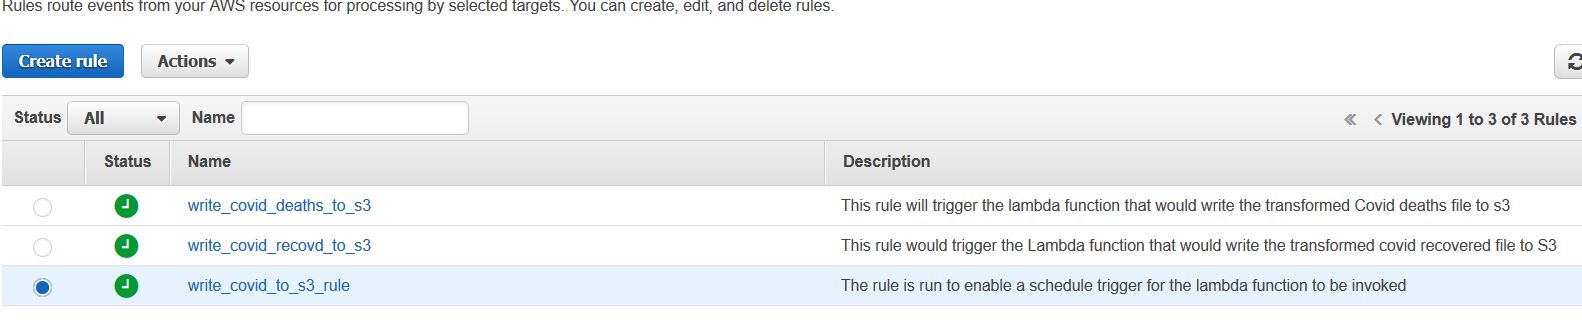 Rules route events from your AWS resources for processing by selected targets. You can create, edit, and delete rules.
Create rule Actions
Status All Name Viewing 1 to 3 of 3 Rules
Status Name Description
write_covid_deaths_to_s3 This rule will trigger the lambda function that would write the transformed Covid deaths file to s3
write_covid_recovd_to_s3 This rule would trigger the Lambda function that would write the transformed covid recovered file to S3
write_covid_to_s3_rule The rule is run to enable a schedule trigger for the lambda function to be invoked